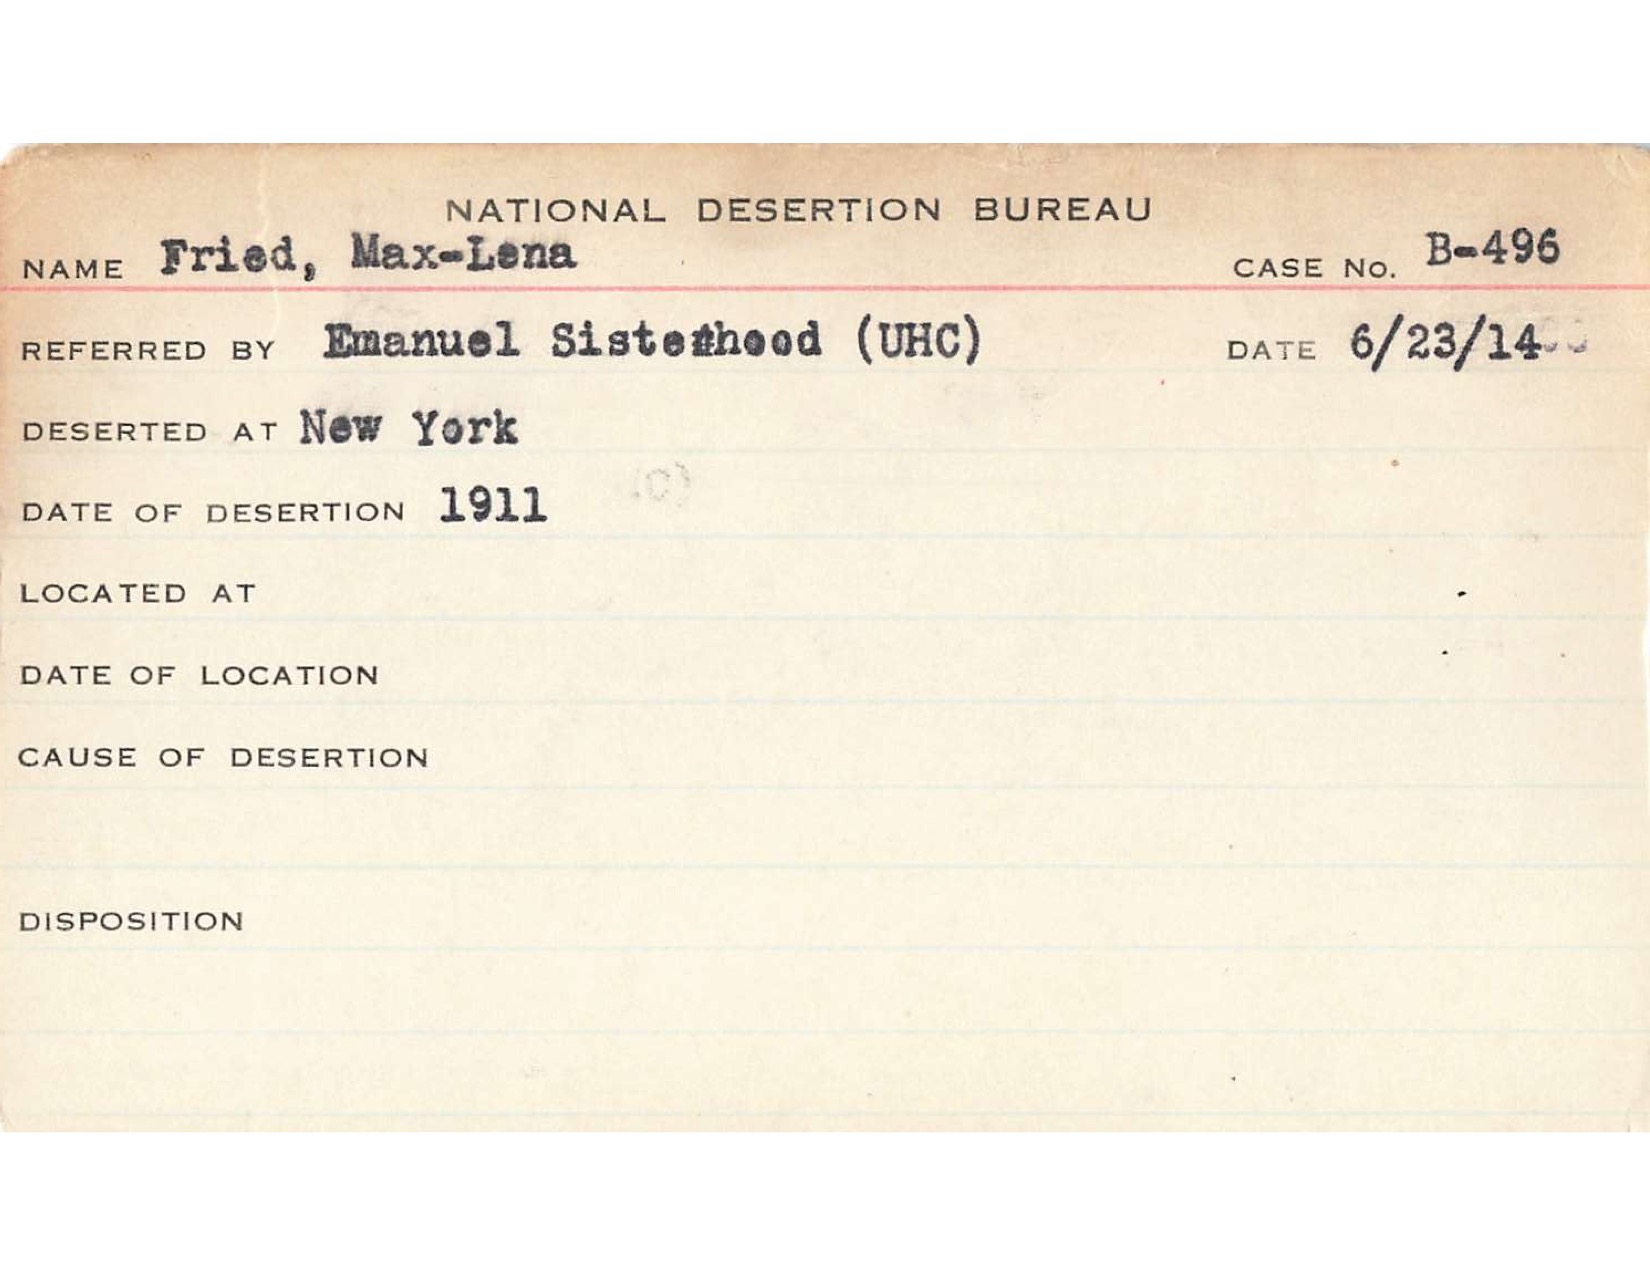 NATIONAL DESERTION BUREAU
NAME Fried, Max-Lena CASE No. B-496
REFERRED BY Emanuel Sisterhood (UHC) DATE 6/23/14
DESERTED AT New York
DATE OF DESERTION 1911
LOCATED AT
DATE OF LOCATION
CAUSE OF DESERTION
DISPOSITION